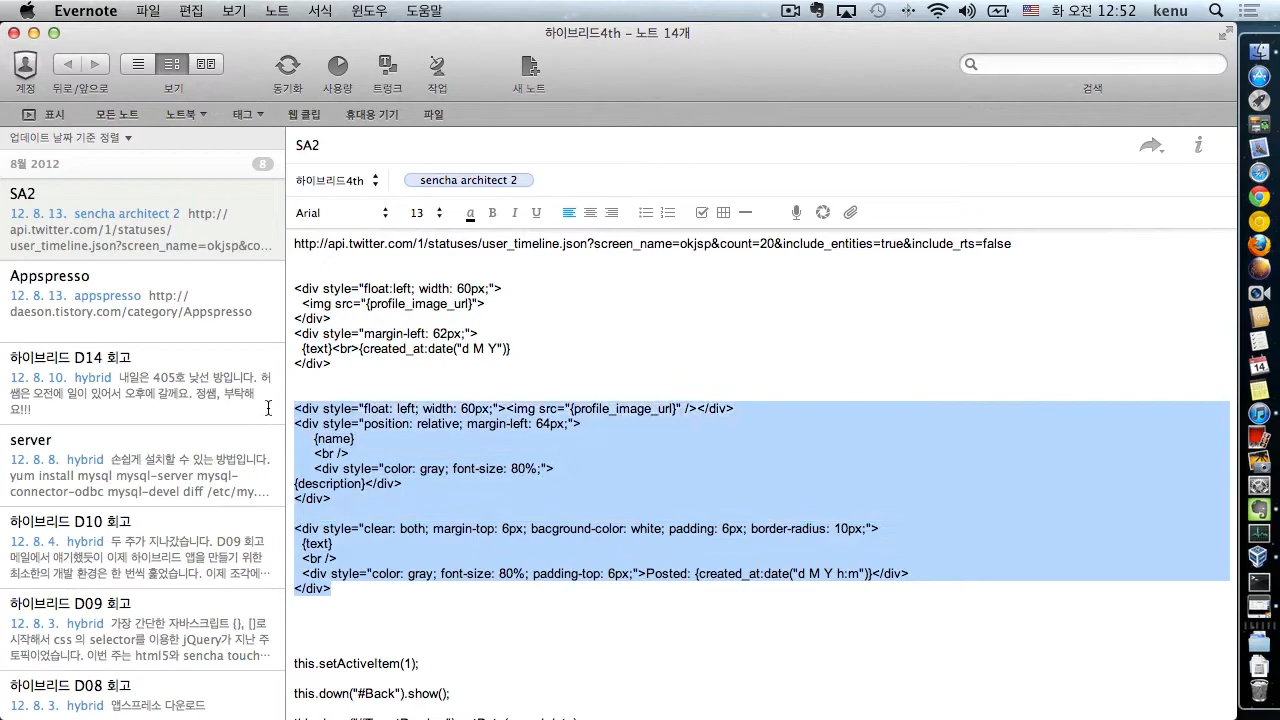 Evernote 파일 편집 보기 노트 서식 윈도우 도움말 화 오전 12:52 kenu
하이브리드4th – 노트 14개
계정 뒤로/앞으로 보기 동기화 사용량 트렁크 작업 새 노트 검색
표시 모든 노트 노트북 태그 웹 클립 휴대용 기기 파일
업데이트 날짜 기준 정렬
8월 2012 8
SA2
12. 8. 13. sencha architect 2 http://
api.twitter.com/1/statuses/
user_timeline.json?screen_name=okjsp&co...
Appspresso
12. 8. 13. appspresso http://
daeson.tistory.com/category/Appspresso
하이브리드 D14 회고
12. 8. 10. hybrid 내일은 405호 낮선 방입니다. 허
쌤은 오전에 일이 있어서 오후에 갈께요. 정쌤, 부탁해
요!!!
server
12. 8. 8. hybrid 손쉽게 설치할 수 있는 방법입니다.
yum install mysql mysql-server mysql-
connector-odbc mysql-devel diff /etc/my....
하이브리드 D10 회고
12. 8. 4. hybrid 두 주가 지나갔습니다. D09 회고
메일에서 얘기했듯이 이제 하이브리드 앱을 만들기 위한
최소한의 개발 환경은 한 번씩 훑었습니다. 이제 조각에...
하이브리드 D09 회고
12. 8. 3. hybrid 가장 간단한 자바스크립트 {}, []로
시작해서 css 의 selector를 이용한 jQuery가 지난 주
토픽이었습니다. 이번 주는 html5와 sencha touch...
하이브리드 D08 회고
12. 8. 3. hybrid 앱스프레소 다운로드
SA2
하이브리드4th sencha architect 2
Arial 13 a B I U
http://api.twitter.com/1/statuses/user_timeline.json?screen_name=okjsp&count=20&include_entities=true&include_rts=false
<div style="float:left; width: 60px;">
<img src="{profile_image_url}">
</div>
<div style="margin-left: 62px;">
{text}<br>{created_at:date("d M Y")}
</div>
<div style="float: left; width: 60px;"><img src="{profile_image_url}" /></div>
<div style="position: relative; margin-left: 64px;">
{name}
<br />
<div style="color: gray; font-size: 80%;">
{description}</div>
</div>
<div style="clear: both; margin-top: 6px; background-color: white; padding: 6px; border-radius: 10px;">
{text}
<br />
<div style="color: gray; font-size: 80%; padding-top: 6px;">Posted: {created_at:date("d M Y h:m")}</div>
</div>
this.setActiveItem(1);
this.down("#Back").show();
14